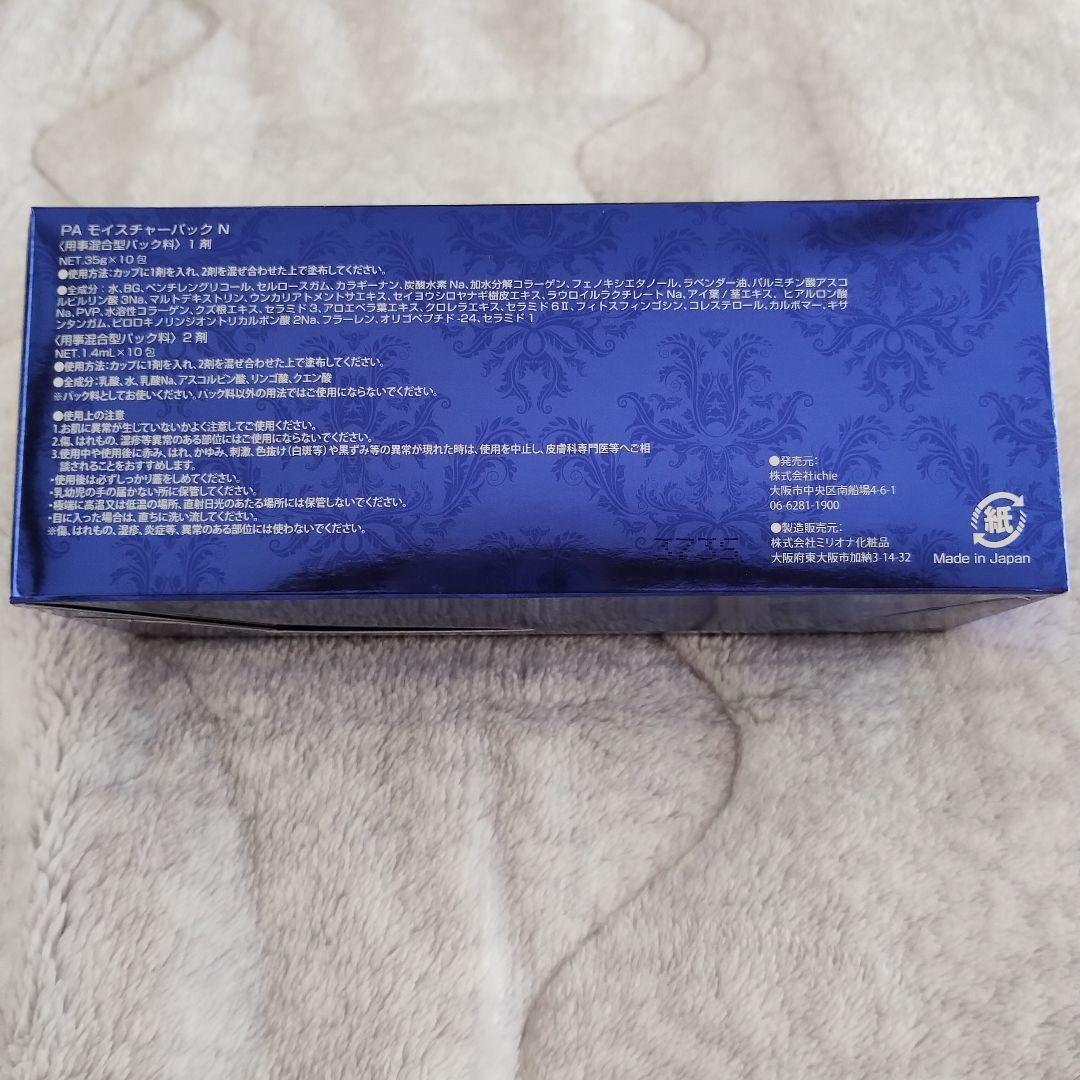 PA モイスチャーパック N
〈用事混合型パック料〉1 剤
NET.35g×10 包
●使用方法:カップに1剤を入れ、2剤を混ぜ合わせた上で塗布してください。
●全成分:水、BG、ペンチレングリコール、セルロースガム、カラギーナン、炭酸水素 Na、加水分解コラーゲン、フェノキシエタノール、ラベンダー油、パルミチン酸アスコ
ルビルリン酸 3Na、マルトデキストリン、ウンカリアトメントサエキス、セイヨウシロヤナギ樹皮エキス、ラウロイルラクチレート Na、アイ葉 / 茎エキス、ヒアルロン酸
Na、PVP、水溶性コラーゲン、クズ根エキス、セラミド 3、アロエベラ葉エキス、クロレラエキス、セラミド 6Ⅱ、フィトスフィンゴシン、コレステロール、カルボマー、キサ
ンタンガム、ピロロキノリンジオントリカルボン酸 2Na、フラーレン、オリゴペプチド -24、セラミド 1
〈用事混合型パック料〉2 剤
NET.1.4mL×10 包
●使用方法:カップに1剤を入れ、2剤を混ぜ合わせた上で塗布してください。
●全成分:乳酸、水、乳酸Na、アスコルビン酸、リンゴ酸、クエン酸
※パック料としてお使いください。パック料以外の用法ではご使用にならないでください。
●使用上の注意
1.お肌に異常が生じていないかよく注意してご使用ください。
2.傷、はれもの、湿疹等異常のある部位にはご使用にならないでください。
3.使用中や使用後に赤み、はれ、かゆみ、刺激、色抜け(白斑等)や黒ずみ等の異常が現れた時は、使用を中止し、皮膚科専門医等へご相
談されることをおすすめします。
・使用後は必ずしっかり蓋をしめてください。
・乳幼児の手の届かない所に保管してください。
・極端に高温又は低温の場所、直射日光のあたる場所には保管しないでください。
・目に入った場合は、直ちに洗い流してください。
※傷、はれもの、湿疹、炎症等、異常のある部位には使わないでください。
●発売元:
株式会社ichie
大阪市中央区南船場4-6-1
06-6281-1900
●製造販売元:
株式会社ミリオナ化粧品
大阪府東大阪市加納3-14-32
紙
Made in Japan